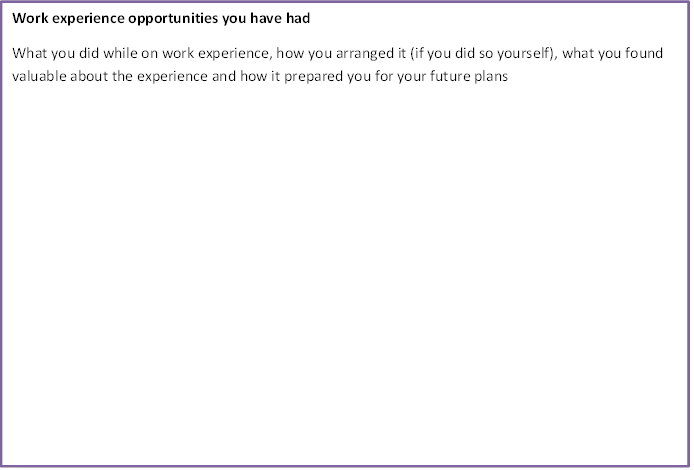 Work experience opportunities you have had
What you did while on work experience, how you arranged it (if you did so yourself), what you found
valuable about the experience and how it prepared you for your future plans